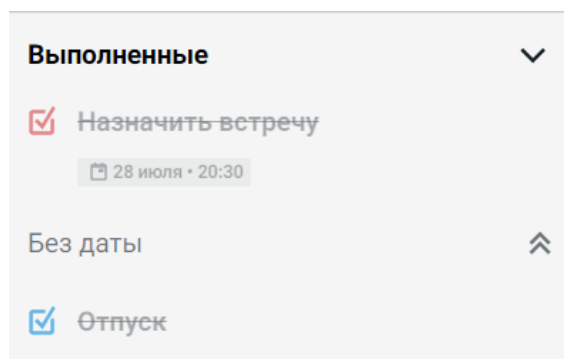 Выполненные
Назначить встречу
28 июля • 20:30
Без даты
Отпуск